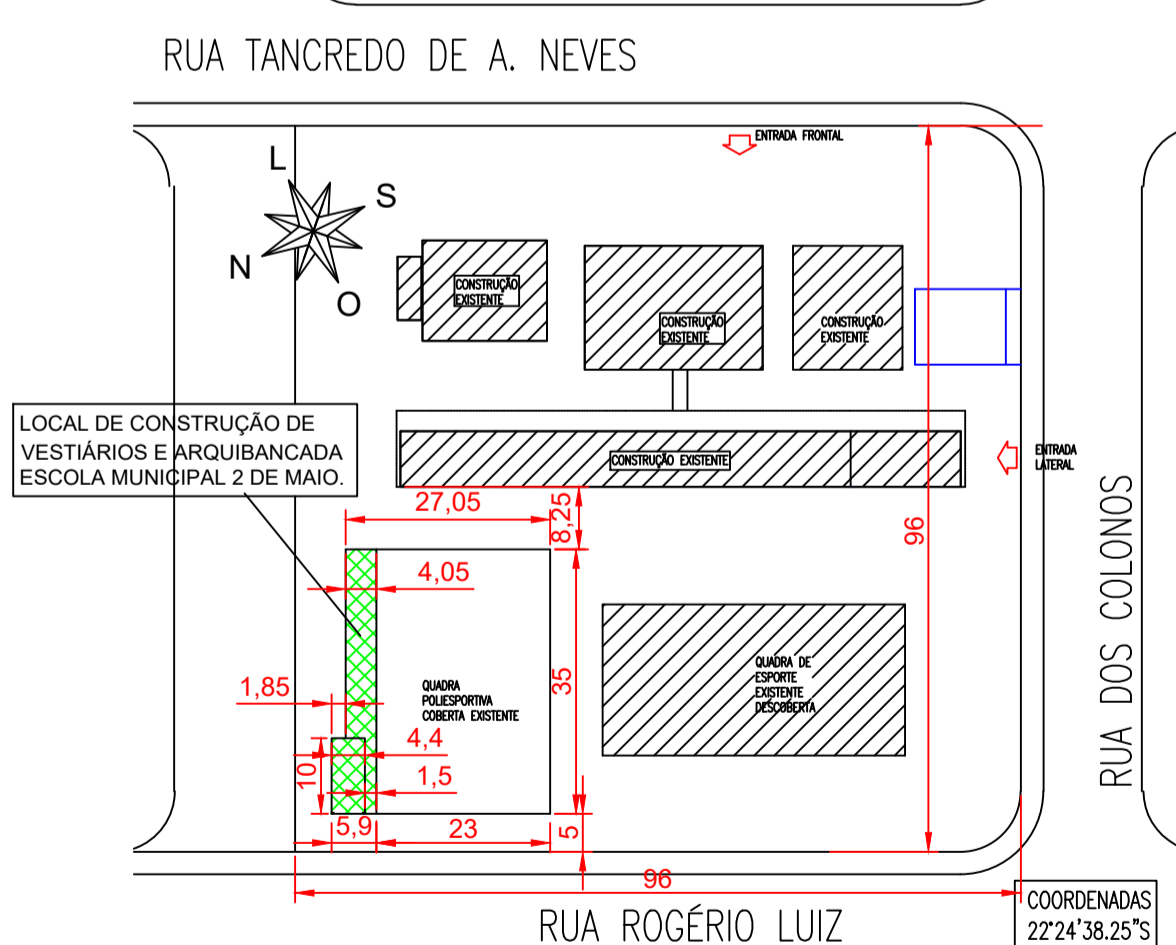 RUA TANCREDO DE A. NEVES
ENTRADA FRONTAL
L
S
N
O
CONSTRUÇÃO
EXISTENTE
CONSTRUÇÃO
EXISTENTE
CONSTRUÇÃO
EXISTENTE
LOCAL DE CONSTRUÇÃO DE
VESTIÁRIOS E ARQUIBANCADA
ESCOLA MUNICIPAL 2 DE MAIO.
CONSTRUÇÃO EXISTENTE
ENTRADA
LATERAL
27,05
8,25
96
4,05
1,85
QUADRA
POLIESPORTIVA
COBERTA EXISTENTE
35
QUADRA DE
ESPORTE
EXISTENTE
DESCOBERTA
4,4
10
1,5
5,9
23
5
96
RUA DOS COLONOS
RUA ROGÉRIO LUIZ
COORDENADAS
22°24'38.25"S